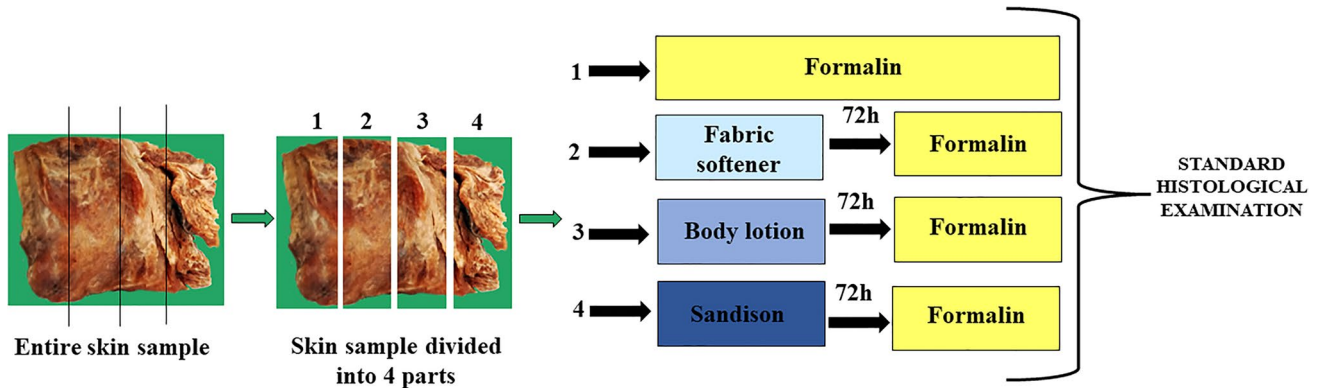 Entire skin sample
1 2 3 4
Skin sample divided
into 4 parts
1
Formalin
2
Fabric
softener
72h
Formalin
3
Body lotion
72h
Formalin
4
Sandison
72h
Formalin
STANDARD
HISTOLOGICAL
EXAMINATION